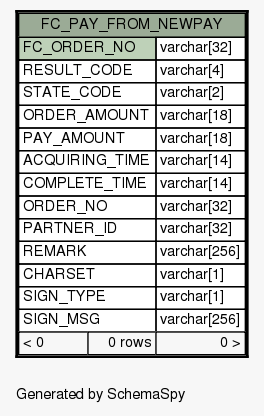 FC_PAY_FROM_NEWPAY
FC_ORDER_NO varchar[32]
RESULT_CODE varchar[4]
STATE_CODE varchar[2]
ORDER_AMOUNT varchar[18]
PAY_AMOUNT varchar[18]
ACQUIRING_TIME varchar[14]
COMPLETE_TIME varchar[14]
ORDER_NO varchar[32]
PARTNER_ID varchar[32]
REMARK varchar[256]
CHARSET varchar[1]
SIGN_TYPE varchar[1]
SIGN_MSG varchar[256]
< 0 0 rows 0 >
Generated by SchemaSpy